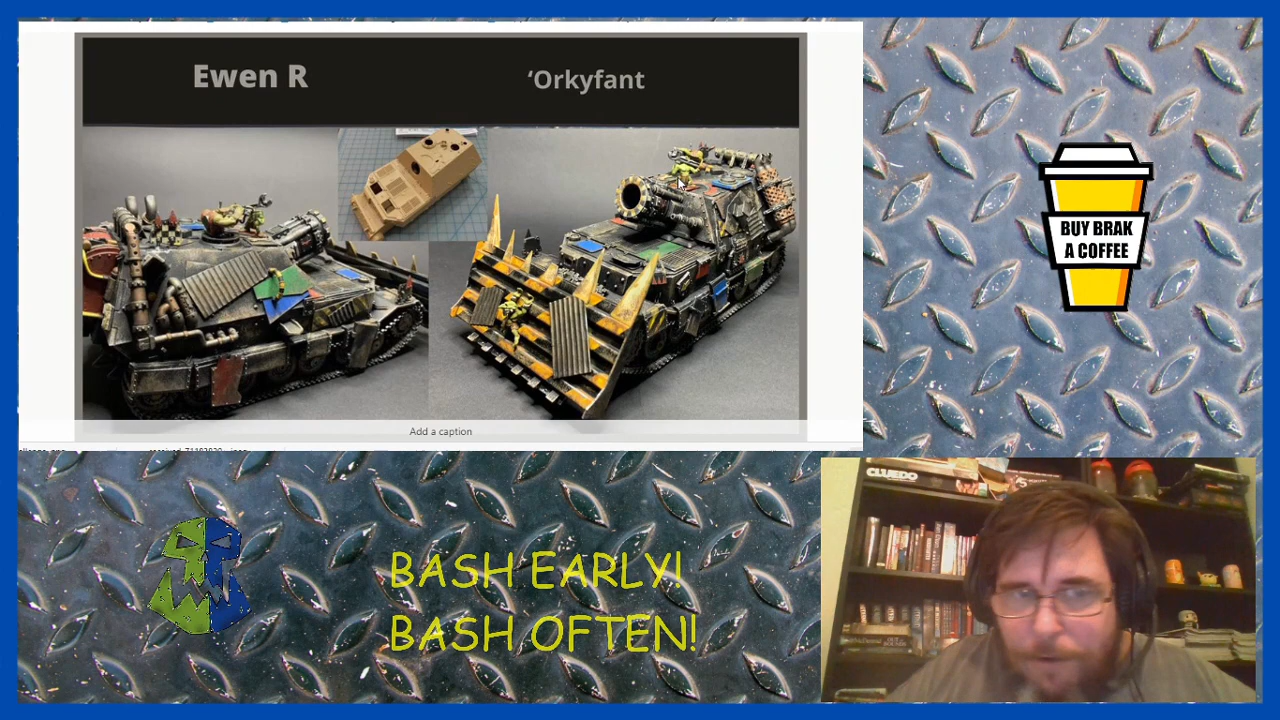 Ewen R
‘Orkyfant
Add a caption
BUY BRAK
A COFFEE
BASH EARLY!
BASH OFTEN!
CLUEDO